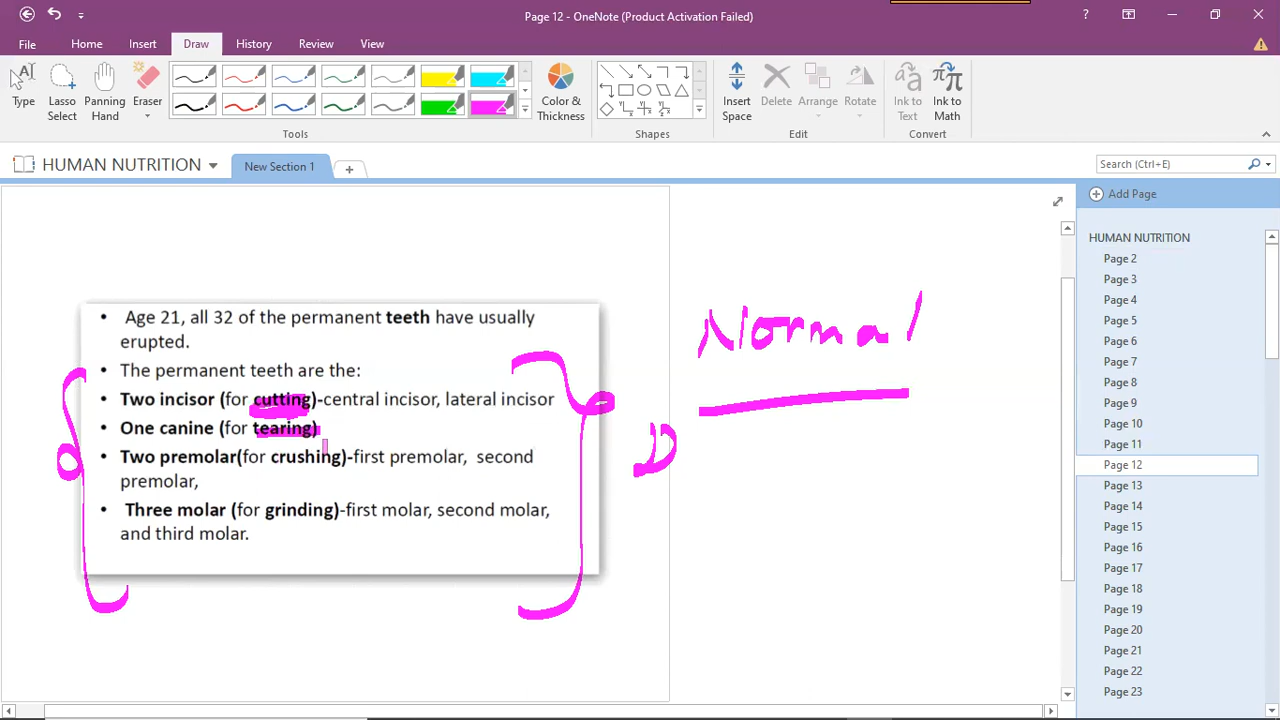 Page 12 - OneNote (Product Activation Failed)
?
File Home Insert Draw History Review View
Type
Lasso Select
Panning Hand
Eraser
Color & Thickness
Insert Space
Delete
Arrange
Rotate
Ink to Text
Ink to Math
Tools
Shapes
Edit
Convert
HUMAN NUTRITION
New Section 1
+
Search (Ctrl+E)
Add Page
HUMAN NUTRITION
Page 2
Page 3
Page 4
Page 5
Page 6
Page 7
Page 8
Page 9
Page 10
Page 11
Page 12
Page 13
Page 14
Page 15
Page 16
Page 17
Page 18
Page 19
Page 20
Page 21
Page 22
Page 23
• Age 21, all 32 of the permanent teeth have usually
erupted.
• The permanent teeth are the:
• Two incisor (for cutting)-central incisor, lateral incisor
• One canine (for tearing)
• Two premolar(for crushing)-first premolar, second
premolar,
• Three molar (for grinding)-first molar, second molar,
and third molar.
Normal
D